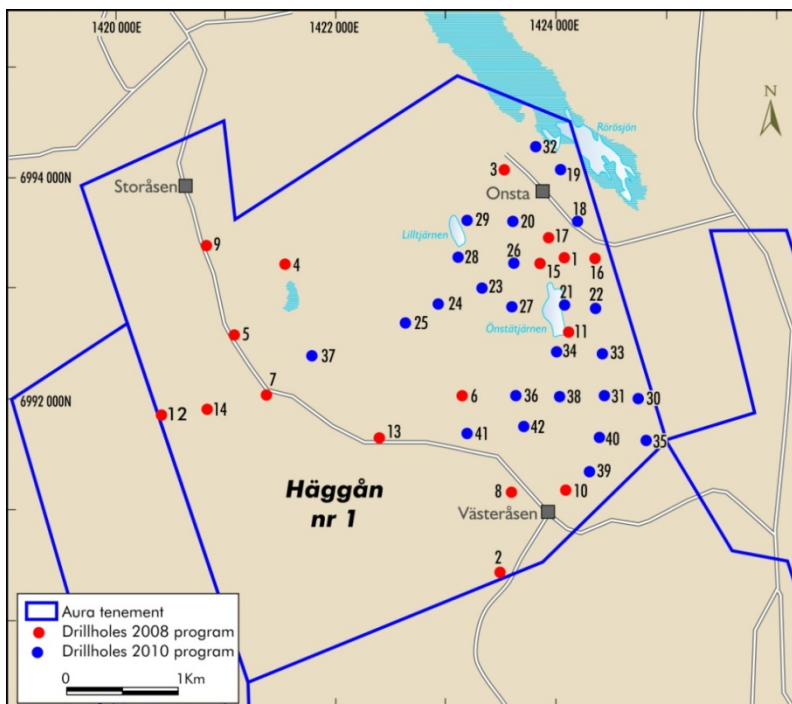 1420 000E
1422 000E
1424 000E
N
Rörösjön
32
3
19
6994 000N
Storåsen
Onsta
29
20
18
Lilltjärnen
17
9
28
26
1
4
15
16
23
24
27
21
22
25
Önstätjärnen
11
5
37
34
33
7
6
36
38
31
30
6992 000N
12
14
13
41
42
40
35
39
Häggån
nr 1
8
10
Västeråsen
2
Aura tenement
Drillholes 2008 program
Drillholes 2010 program
0
1Km